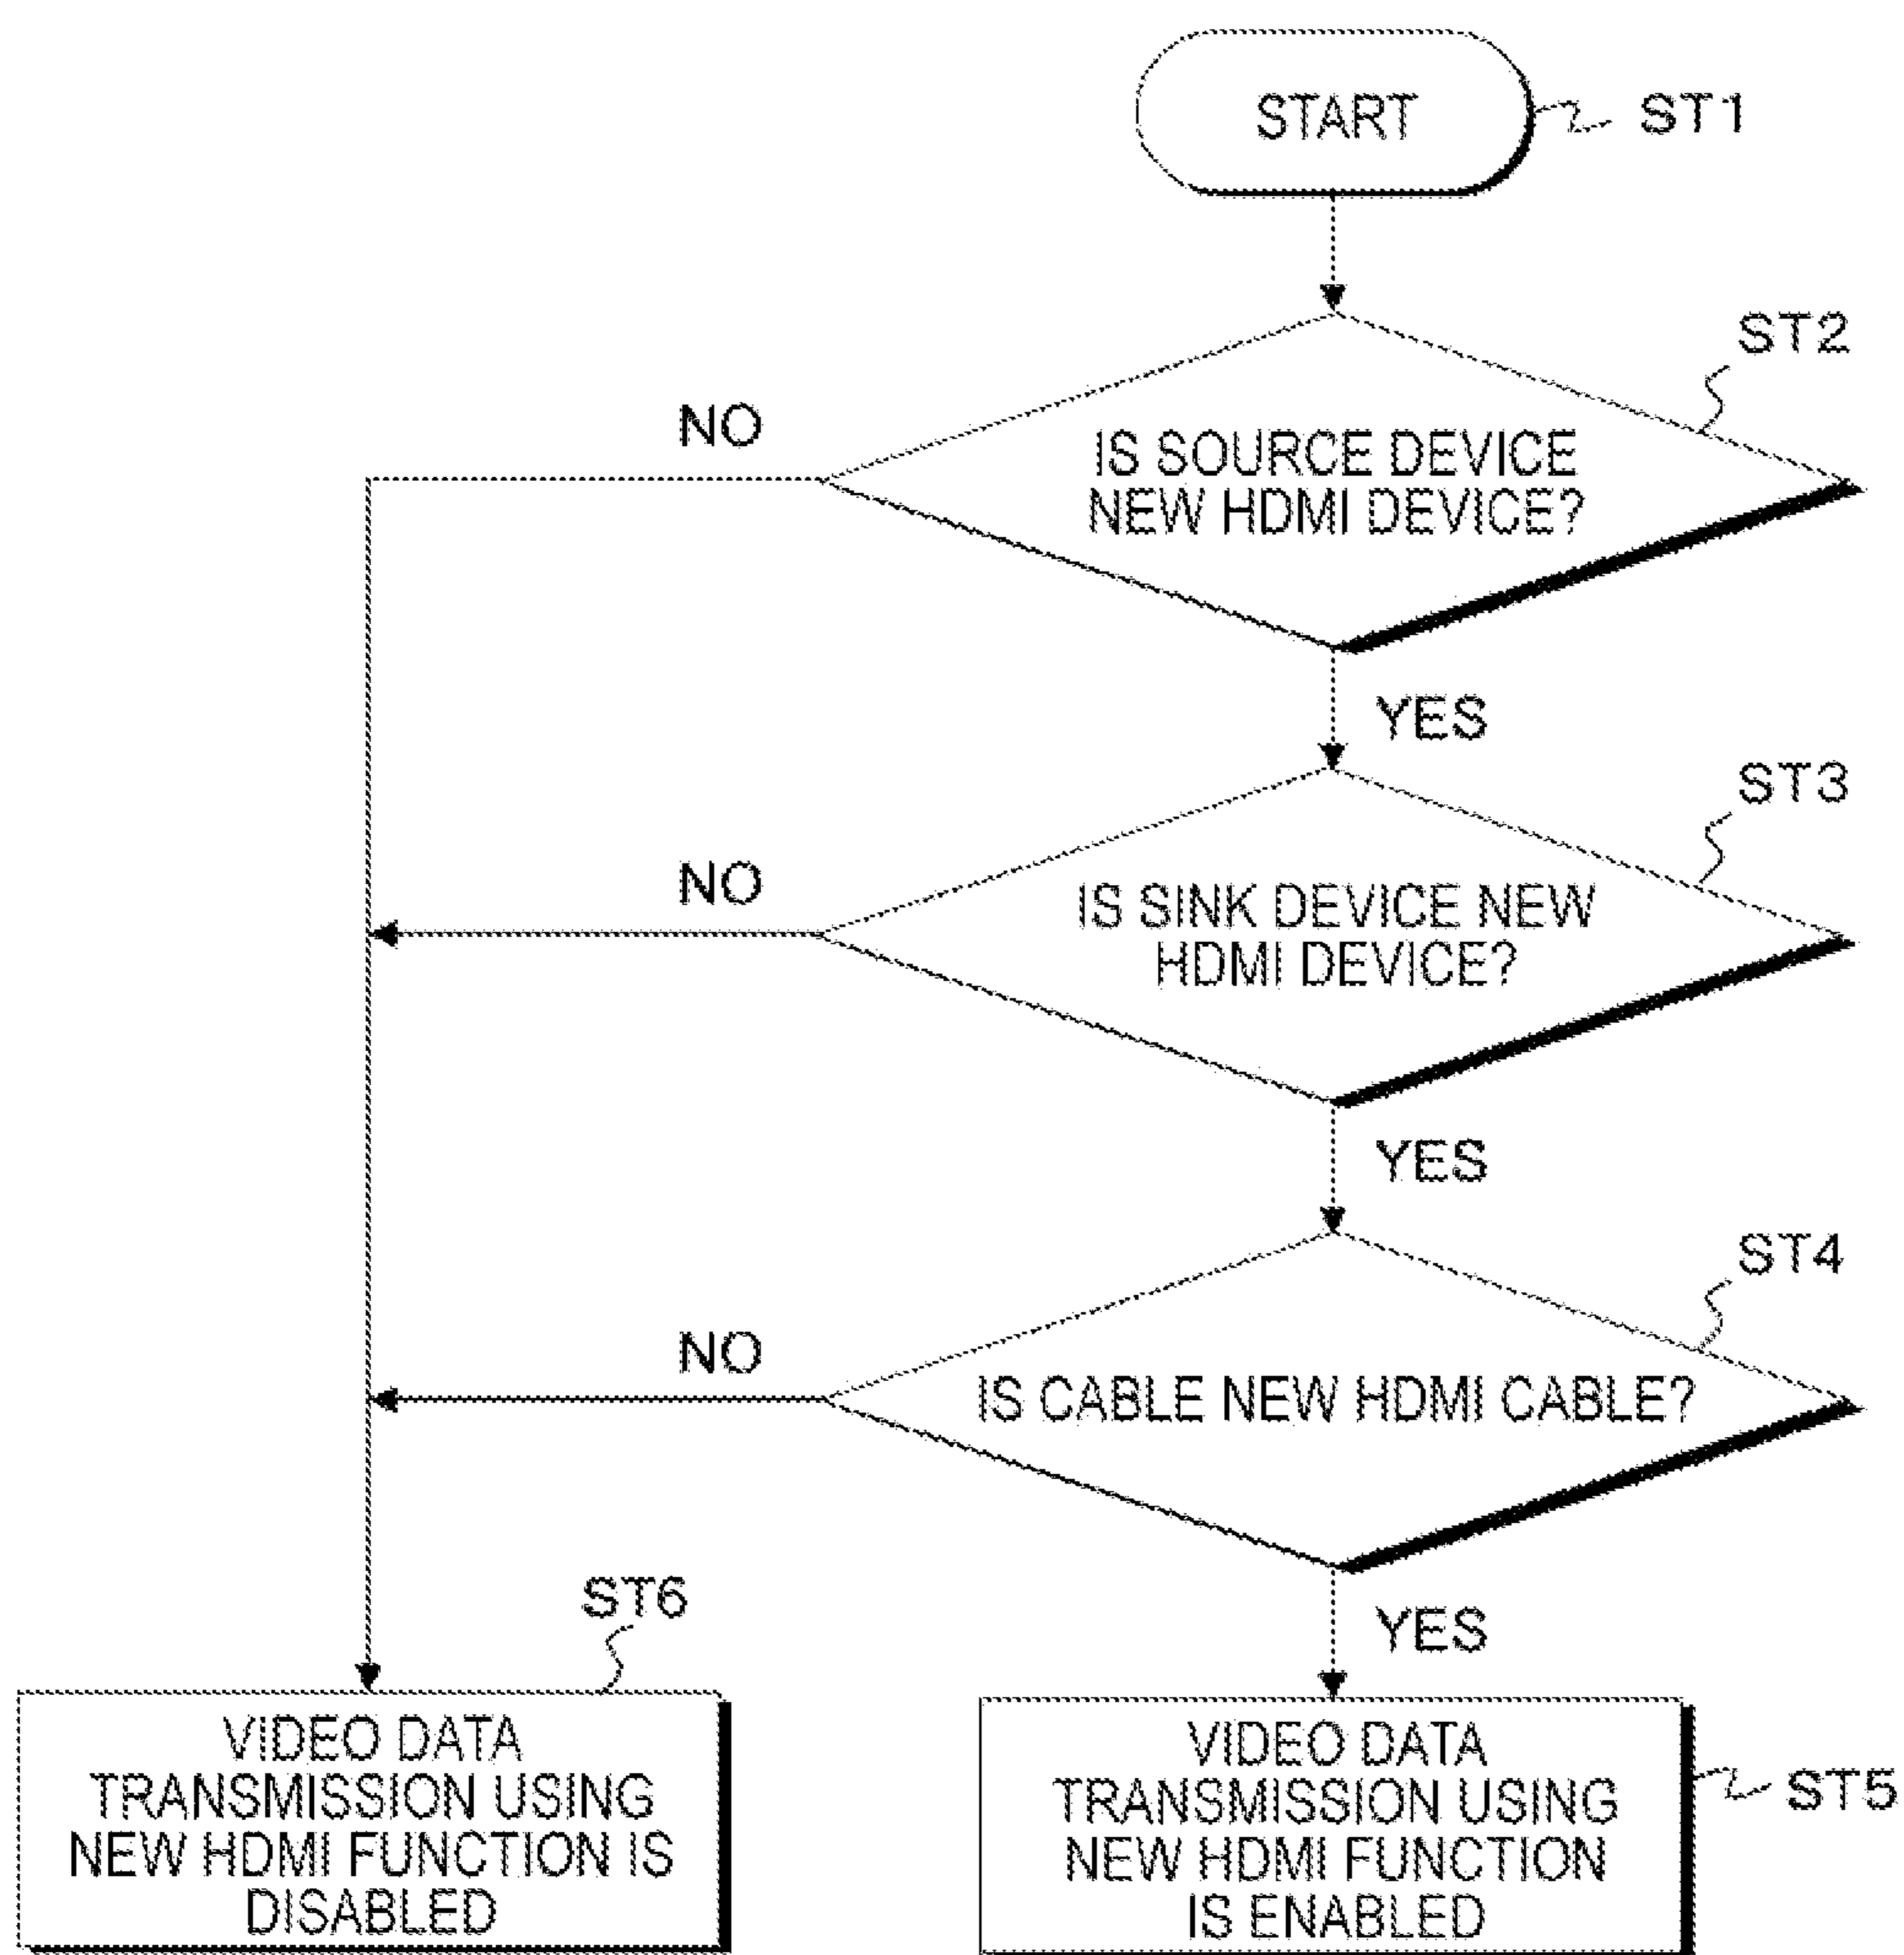 START
ST1
ST2
NO
IS SOURCE DEVICE
NEW HDMI DEVICE?
YES
ST3
NO
IS SINK DEVICE NEW
HDMI DEVICE?
YES
ST4
NO
IS CABLE NEW HDMI CABLE?
YES
ST6
VIDEO DATA
TRANSMISSION USING
NEW HDMI FUNCTION IS
DISABLED
VIDEO DATA
TRANSMISSION USING
NEW HDMI FUNCTION
IS ENABLED
ST5